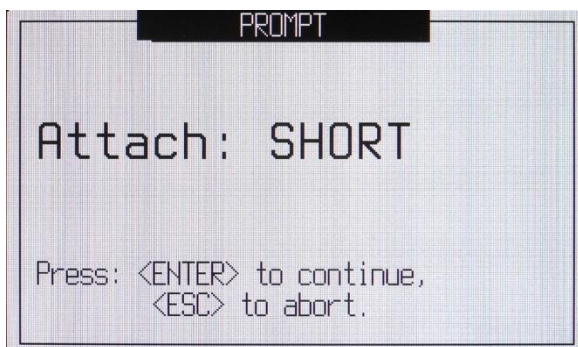 PROMPT
Attach: SHORT
Press: <ENTER> to continue,
<ESC> to abort.